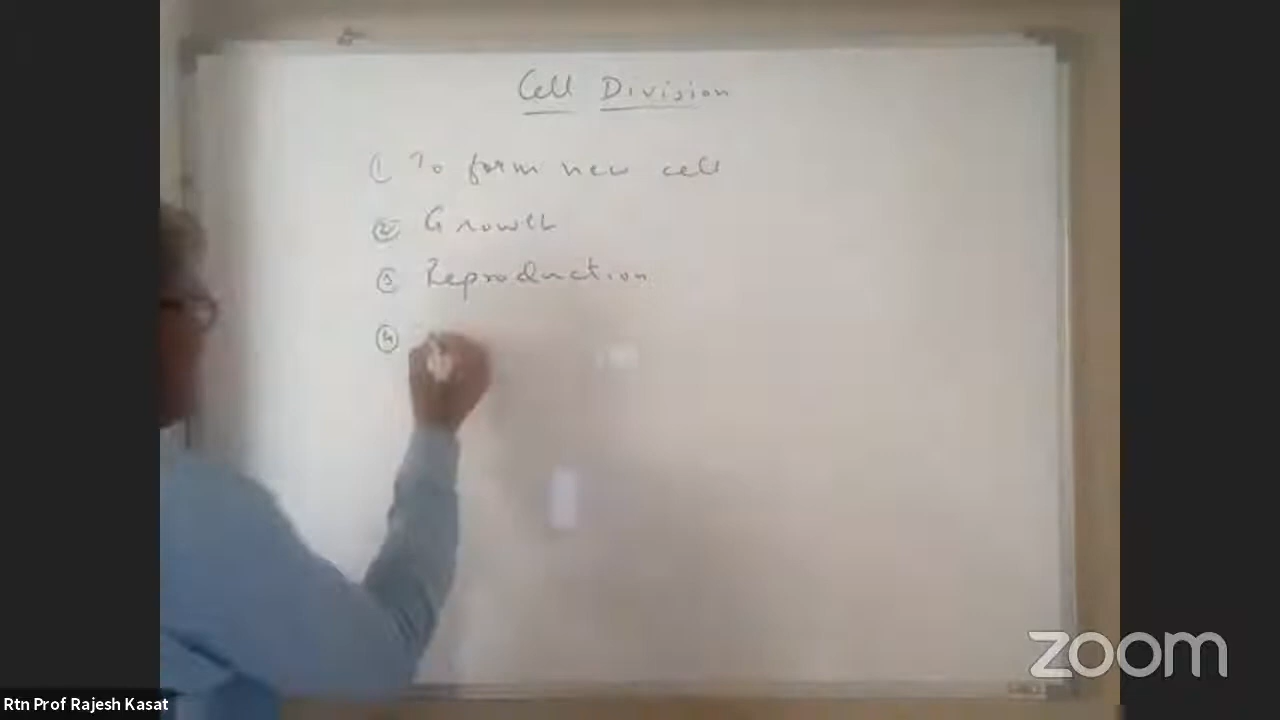 Cell Division
① To form new cell
② Growth
③ Reproduction
④
zoom
Rtn Prof Rajesh Kasat